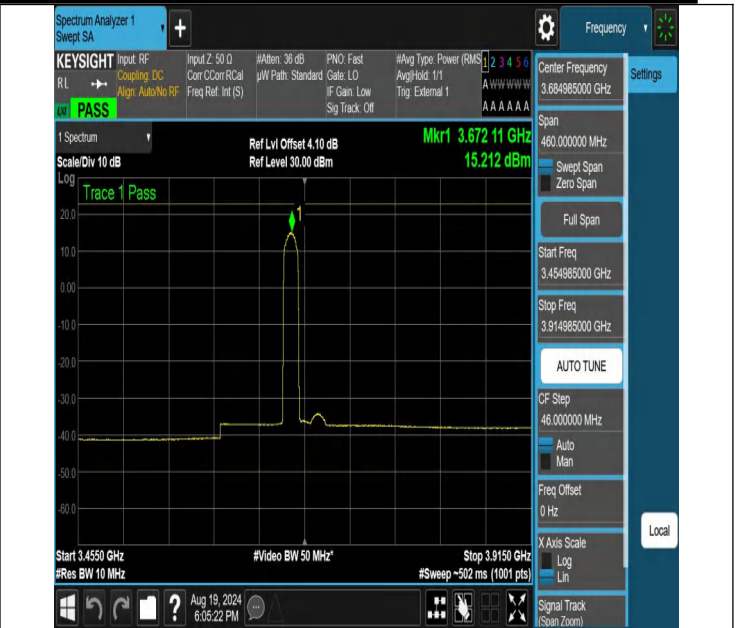 Spectrum Analyzer 1
Swept SA
+
Frequency
KEYSIGHT
RL
PASS
Input: RF
Coupling: DC
Align: Auto/No RF
Input Z: 50 Ω
Corr CCorr RCal
Freq Ref: Int (S)
#Atten: 36 dB
µW Path: Standard
PNO: Fast
Gate: LO
IF Gain: Low
Sig Track: Off
#Avg Type: Power (RMS
Avg|Hold: 1/1
Trig: External 1
1 2 3 4 5 6
A W W W W W
A A A A A A
1 Spectrum
Scale/Div 10 dB
Ref Lvl Offset 4.10 dB
Ref Level 30.00 dBm
Mkr1 3.672 11 GHz
15.212 dBm
Log
Trace 1 Pass
1
20.0
10.0
0.00
-10.0
-20.0
-30.0
-40.0
-50.0
-60.0
Start 3.4550 GHz
#Res BW 10 MHz
#Video BW 50 MHz*
Stop 3.9150 GHz
#Sweep ~502 ms (1001 pts)
Center Frequency
3.684985000 GHz
Span
460.000000 MHz
Swept Span
Zero Span
Full Span
Start Freq
3.454985000 GHz
Stop Freq
3.914985000 GHz
AUTO TUNE
CF Step
46.000000 MHz
Auto
Man
Freq Offset
0 Hz
X Axis Scale
Log
Lin
Signal Track
(Span Zoom)
Settings
Local
?
Aug 19, 2024
6:05:22 PM